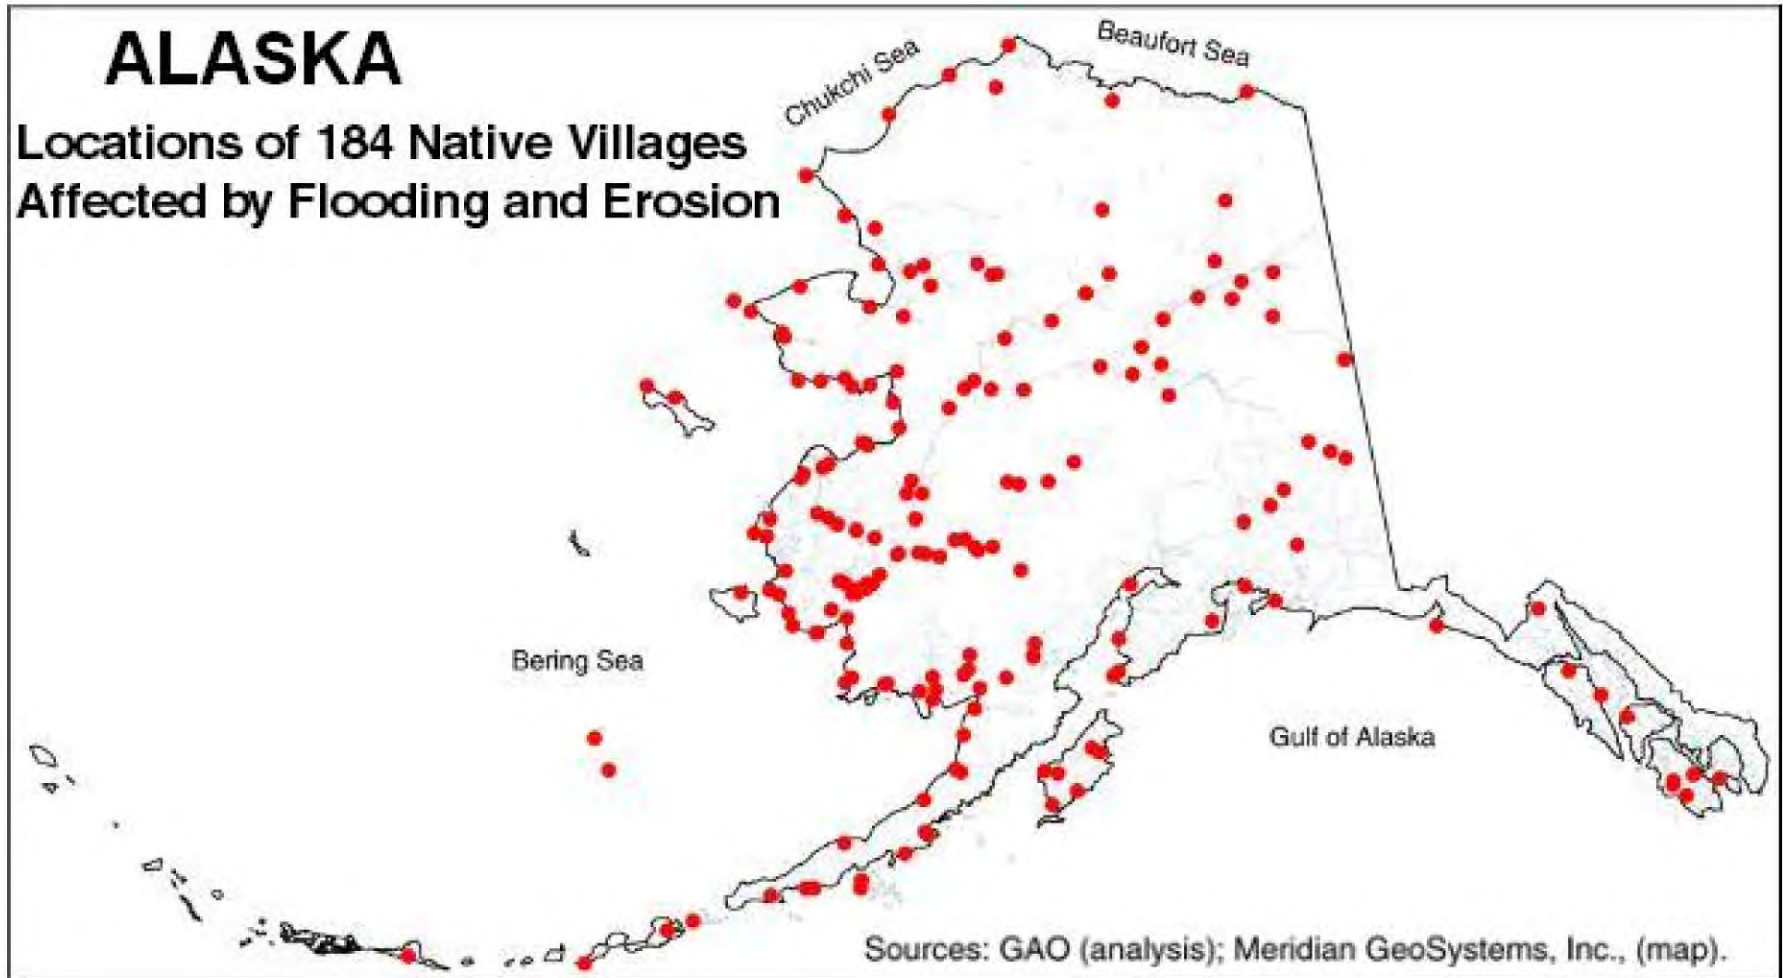 ALASKA
Locations of 184 Native Villages
Affected by Flooding and Erosion
Chukchi Sea
Beaufort Sea
Bering Sea
Gulf of Alaska
Sources: GAO (analysis); Meridian GeoSystems, Inc., (map).